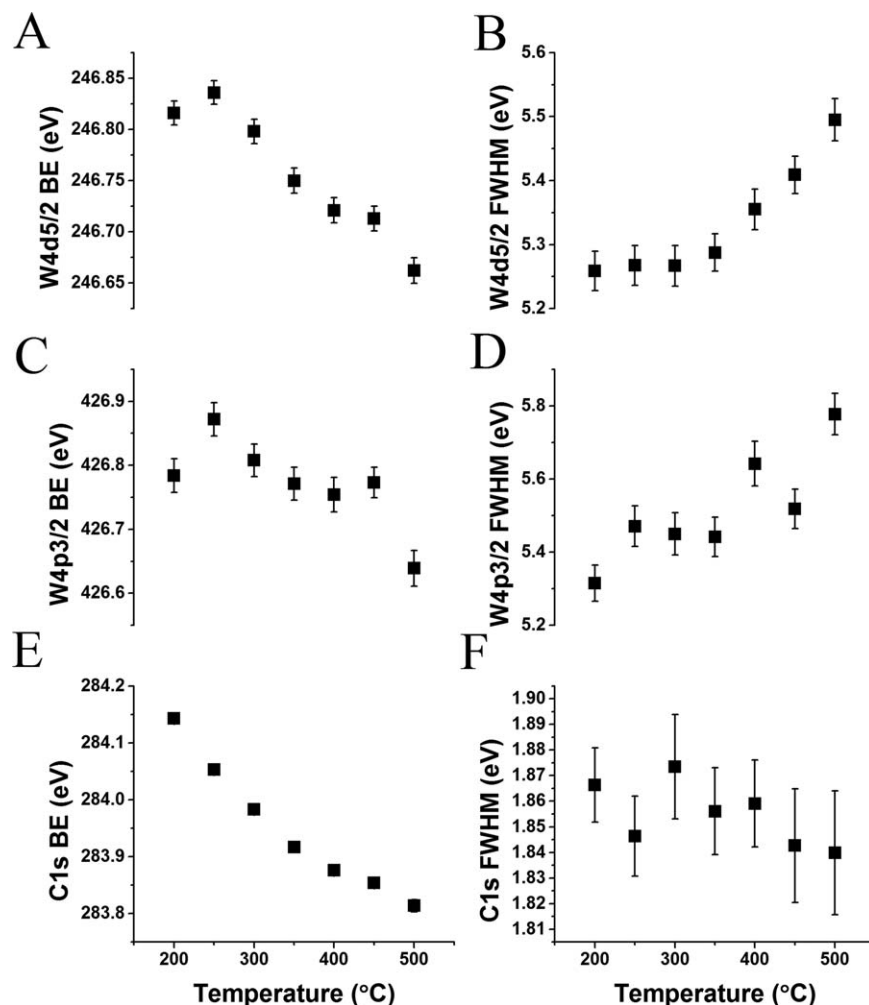 A
W4d5/2 BE (eV)
246.85
246.80
246.75
246.70
246.65
B
W4d5/2 FWHM (eV)
5.6
5.5
5.4
5.3
5.2
C
W4p3/2 BE (eV)
426.9
426.8
426.7
426.6
D
W4p3/2 FWHM (eV)
5.8
5.6
5.4
5.2
E
C1s BE (eV)
284.2
284.1
284.0
283.9
283.8
200
300
400
500
Temperature (°C)
F
C1s FWHM (eV)
1.90
1.89
1.88
1.87
1.86
1.85
1.84
1.83
1.82
1.81
200
300
400
500
Temperature (°C)